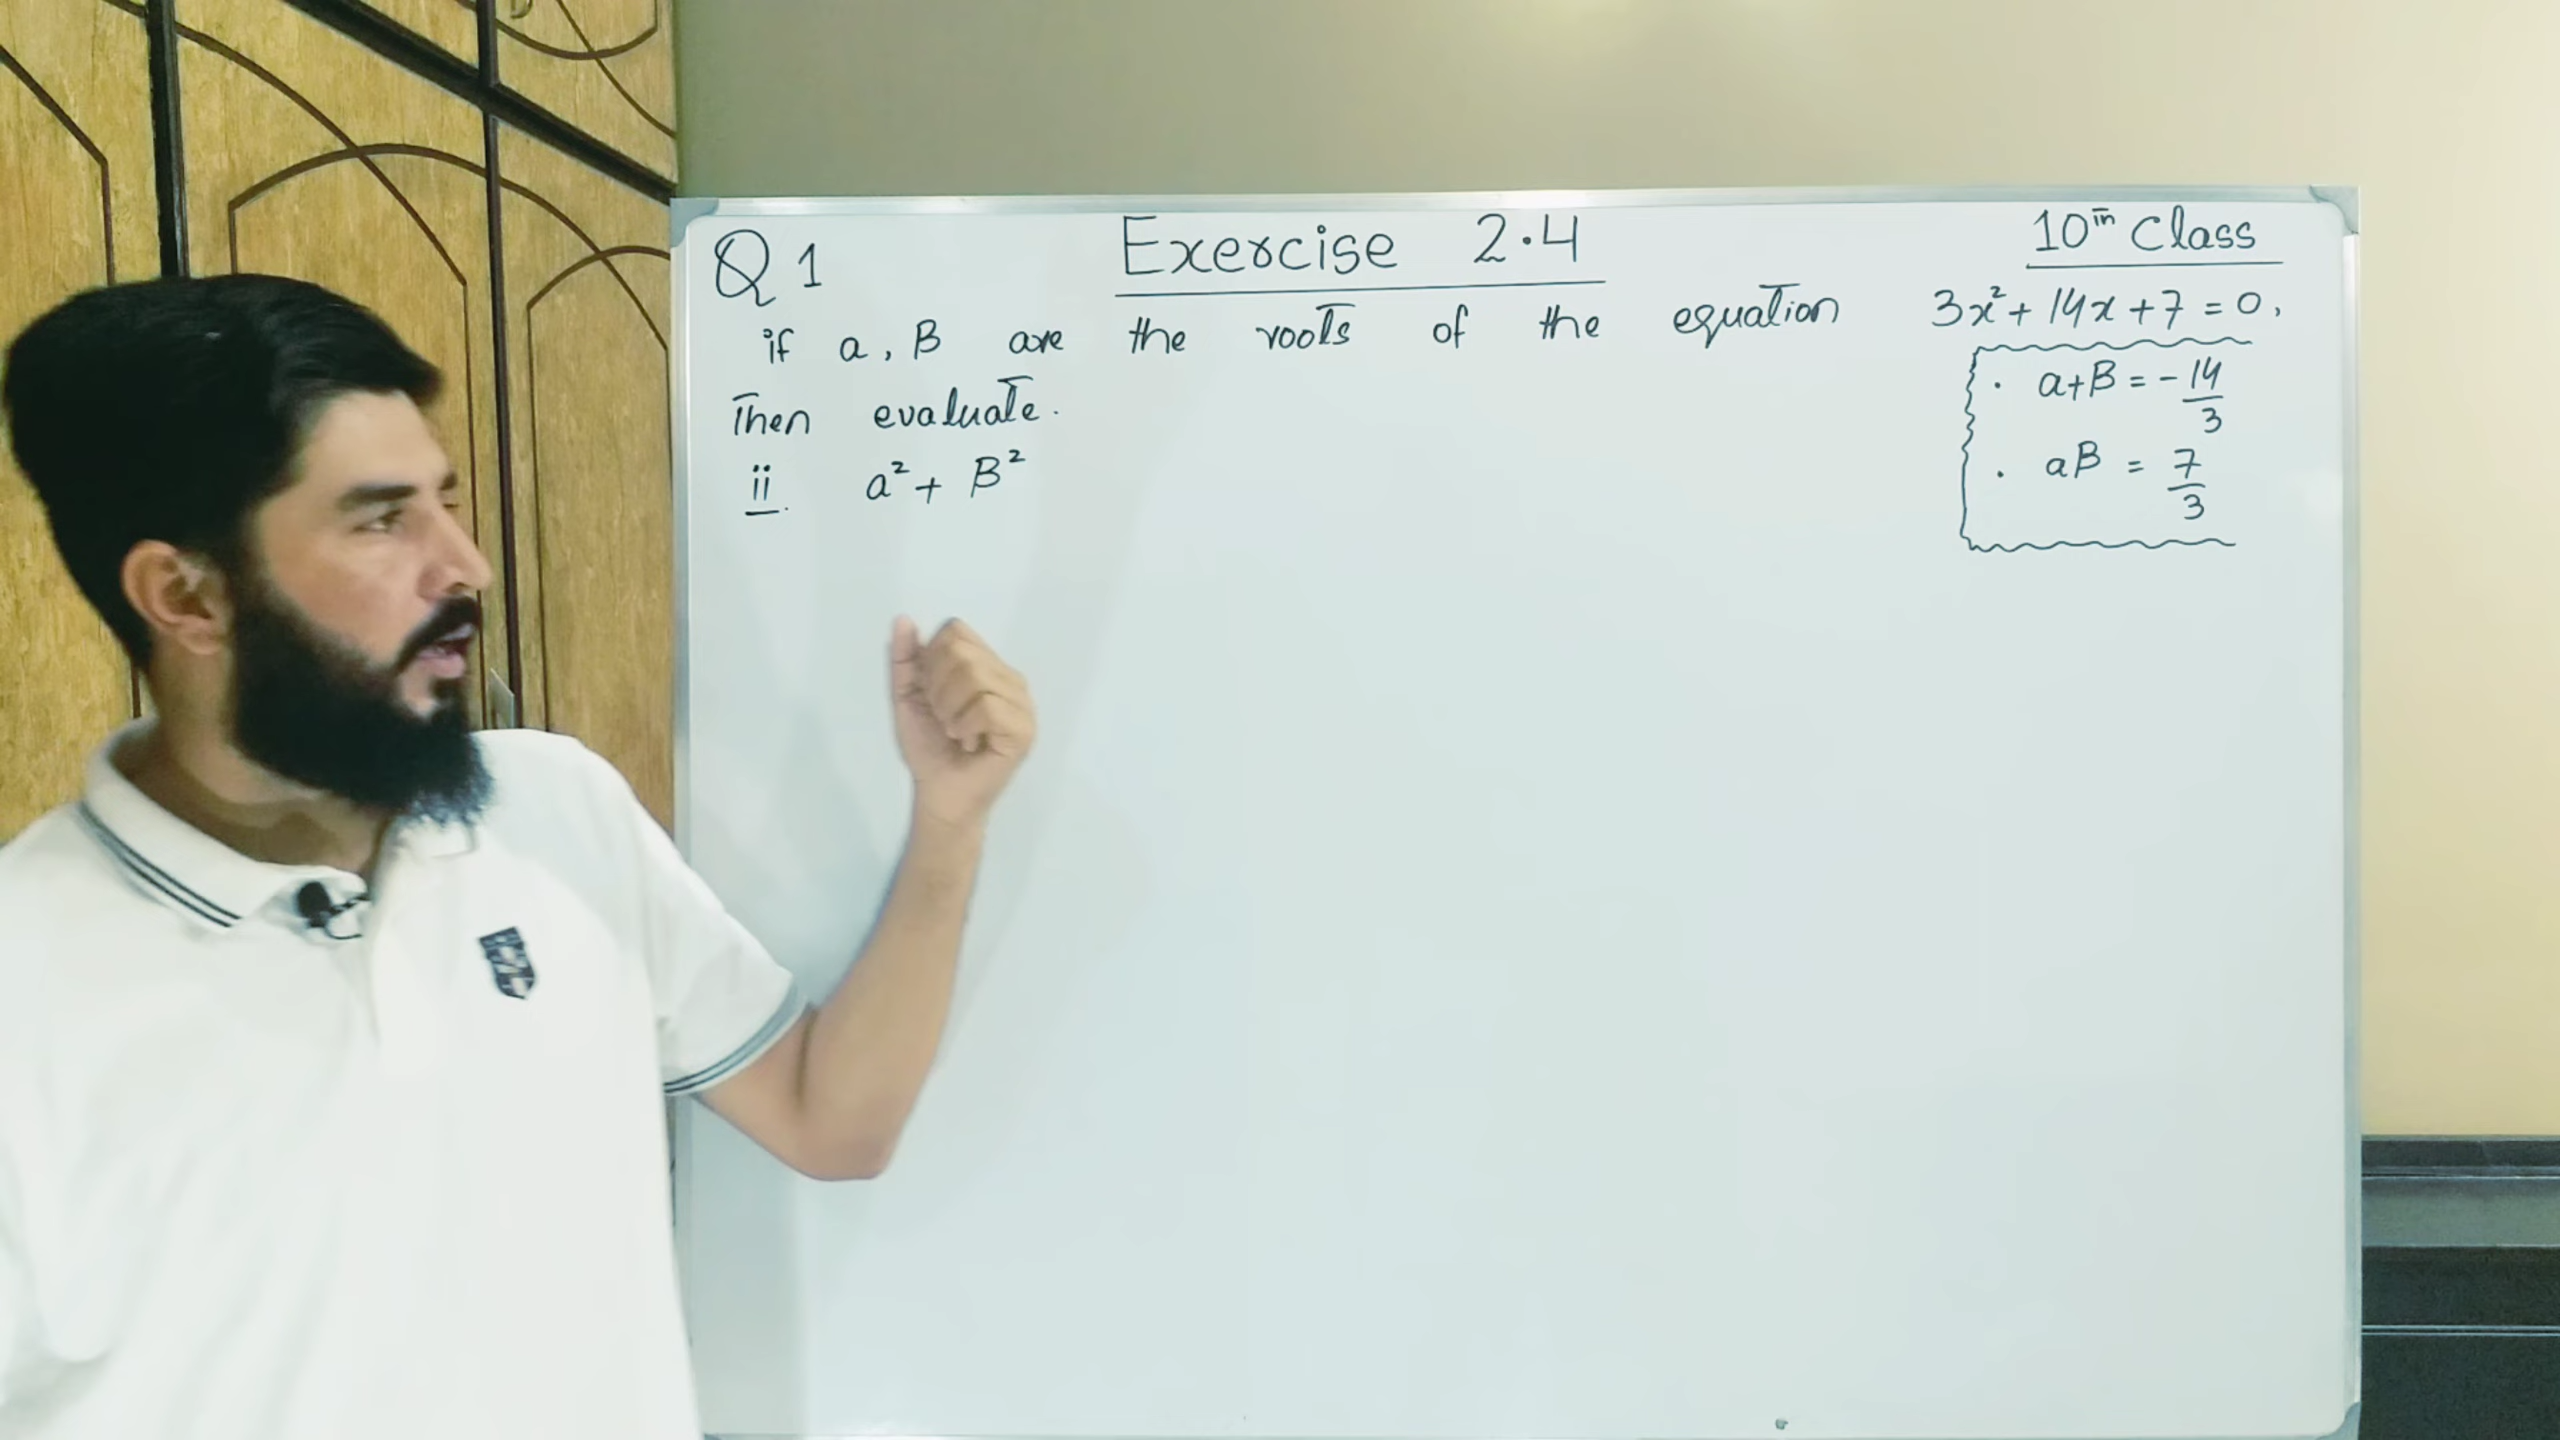 Q 1
Exercise 2.4
10th Class
if a, B are the roots of the equation 3x² + 14x + 7 = 0,
Then evaluate.
ii. a² + B²
. a+B = -14/3
. aB = 7/3